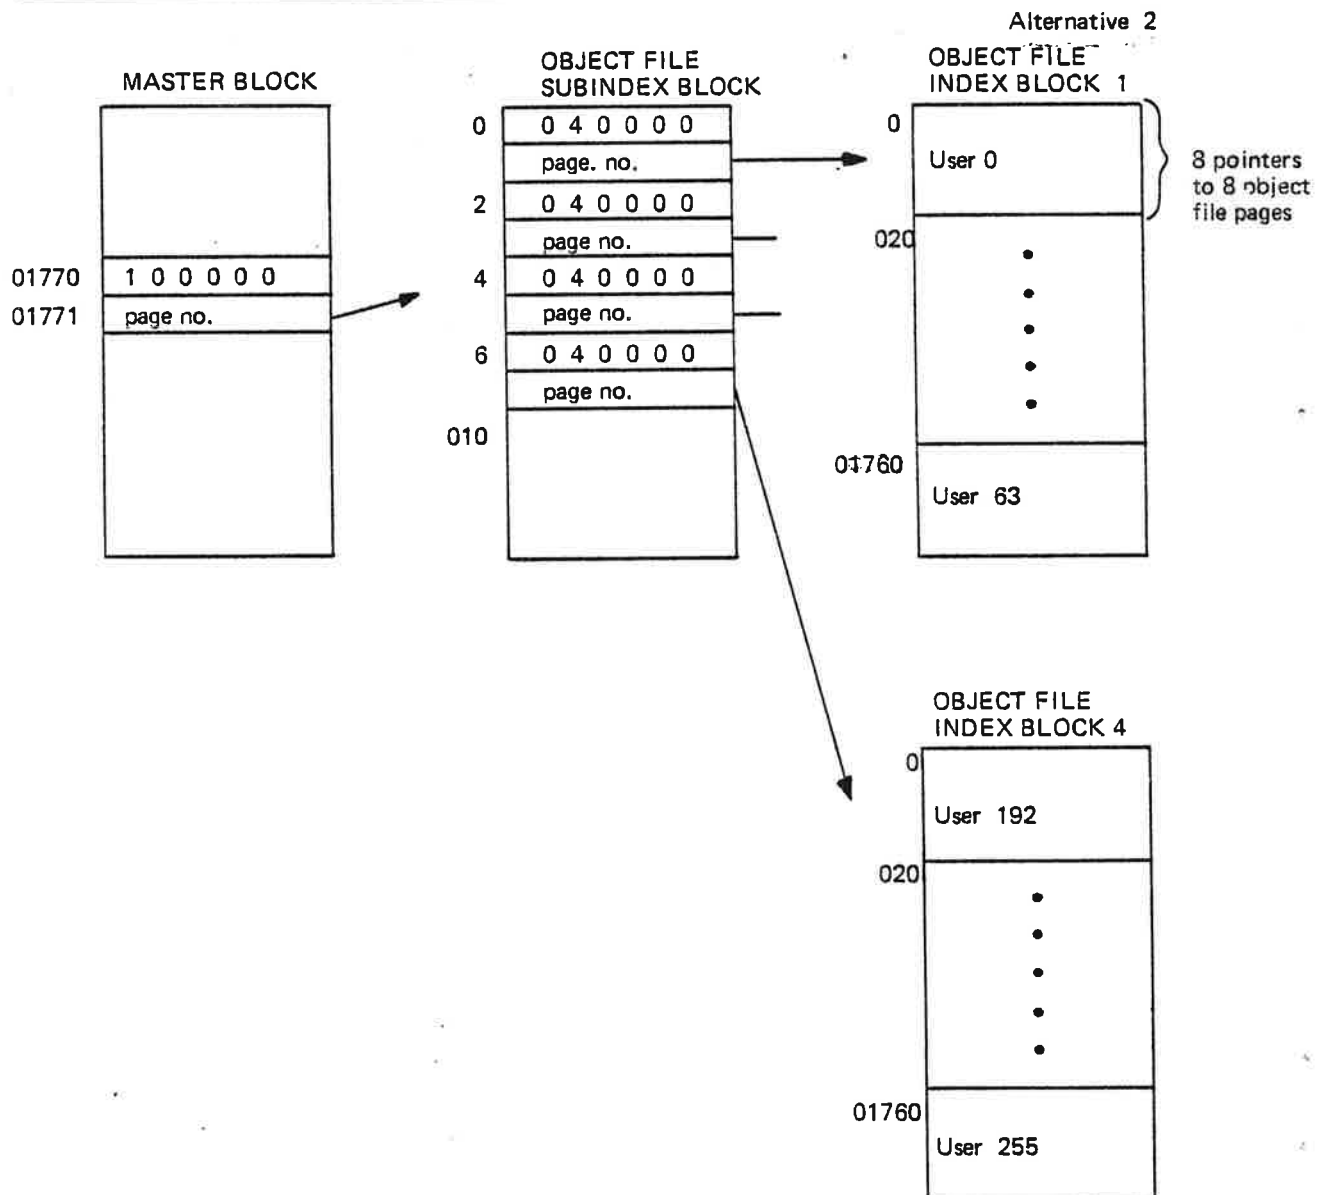 Alternative 2
MASTER BLOCK
01770
1 0 0 0 0 0
01771
page no.
OBJECT FILE
SUBINDEX BLOCK
0
0 4 0 0 0 0
page. no.
2
0 4 0 0 0 0
page no.
4
0 4 0 0 0 0
page no.
6
0 4 0 0 0 0
page no.
010
OBJECT FILE
INDEX BLOCK 1
0
User 0
8 pointers
to 8 object
file pages
020
01760
User 63
OBJECT FILE
INDEX BLOCK 4
0
User 192
020
01760
User 255